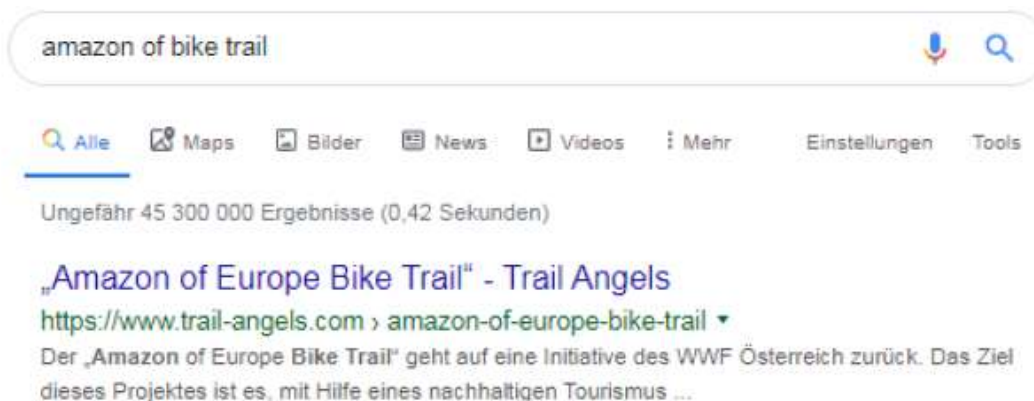 amazon of bike trail
Alle Maps Bilder News Videos Mehr Einstellungen Tools
Ungefähr 45 300 000 Ergebnisse (0,42 Sekunden)
„Amazon of Europe Bike Trail“ - Trail Angels
https://www.trail-angels.com › amazon-of-europe-bike-trail
Der „Amazon of Europe Bike Trail“ geht auf eine Initiative des WWF Österreich zurück. Das Ziel
dieses Projektes ist es, mit Hilfe eines nachhaltigen Tourismus ...